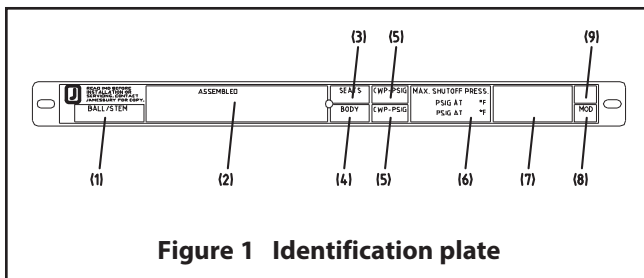 (3) (5) (9)
J
READ IMO BEFORE
INSTALLATION OR
SERVICING. CONTACT
JAMESBURY FOR COPY.
BALL/STEM
ASSEMBLED
SEATS
BODY
CWP-PSIG
CWP-PSIG
MAX. SHUTOFF PRESS.
PSIG AT °F
PSIG AT °F
MOD
(1) (2) (4) (5) (6) (7) (8)
Figure 1 Identification plate